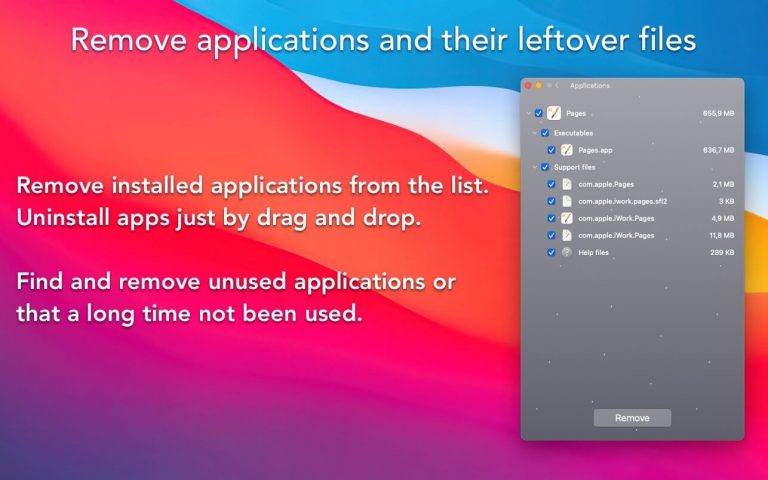 Remove applications and their leftover files
Applications
Pages 655,9 MB
Executables
Pages.app 636,7 MB
Support files
com.apple.Pages 2,1 MB
com.apple.iwork.pages.sfl2 3 KB
com.apple.iWork.Pages 4,9 MB
com.apple.iWork.Pages 11,8 MB
Help files 289 KB
Remove
Remove installed applications from the list.
Uninstall apps just by drag and drop.
Find and remove unused applications or
that a long time not been used.